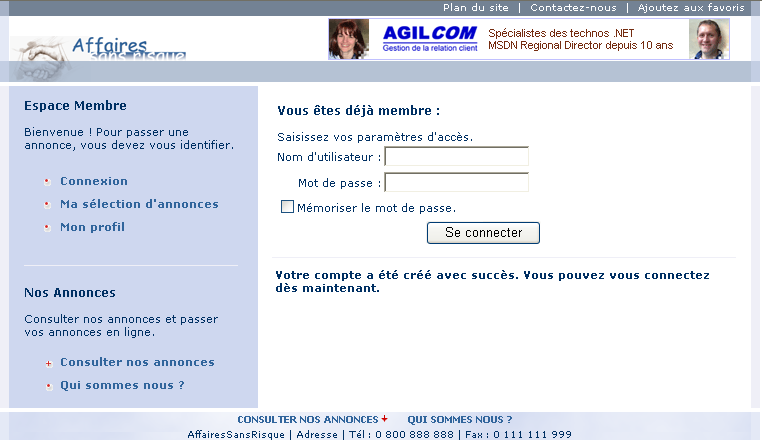 Plan du site | Contactez-nous | Ajoutez aux favoris
Affaires
sans risque
AGILCOM
Gestion de la relation client
Spécialistes des technos .NET
MSDN Regional Director depuis 10 ans
Espace Membre
Bienvenue ! Pour passer une
annonce, vous devez vous identifier.
Connexion
Ma sélection d'annonces
Mon profil
Nos Annonces
Consulter nos annonces et passer
vos annonces en ligne.
Consulter nos annonces
Qui sommes nous ?
Vous êtes déjà membre :
Saisissez vos paramètres d'accès.
Nom d'utilisateur :
Mot de passe :
Mémoriser le mot de passe.
Se connecter
Votre compte a été créé avec succès. Vous pouvez vous connectez
dès maintenant.
CONSULTER NOS ANNONCES QUI SOMMES NOUS ?
AffairesSansRisque | Adresse | Tél : 0 800 888 888 | Fax : 0 111 111 999